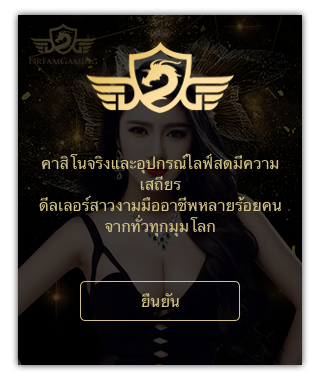 DREAMGAMING
คาสิโนจริงและอุปกรณ์ไลฟ์สดมีความ
เสถียร
ดีลเลอร์สาวงามมืออาชีพหลายร้อยคน
จากทั่วทุกมุมโลก
ยืนยัน